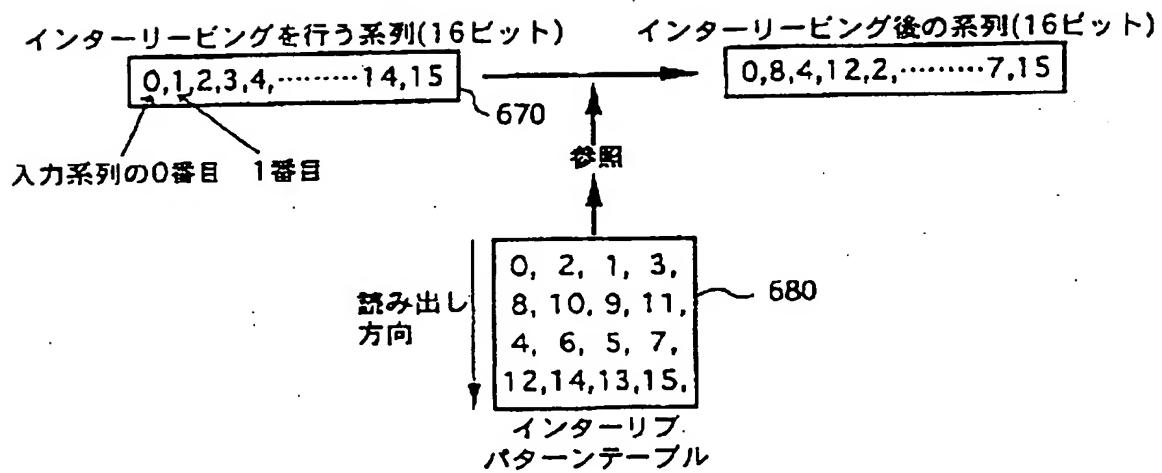 インターリービングを行う系列(16ビット)
0,1,2,3,4,………14,15
670
入力系列の0番目 1番目
インターリービング後の系列(16ビット)
0,8,4,12,2,………7,15
参照
読み出し
方向
0, 2, 1, 3,
8, 10, 9, 11,
4, 6, 5, 7,
12,14,13,15,
680
インターリブ
パターンテーブル